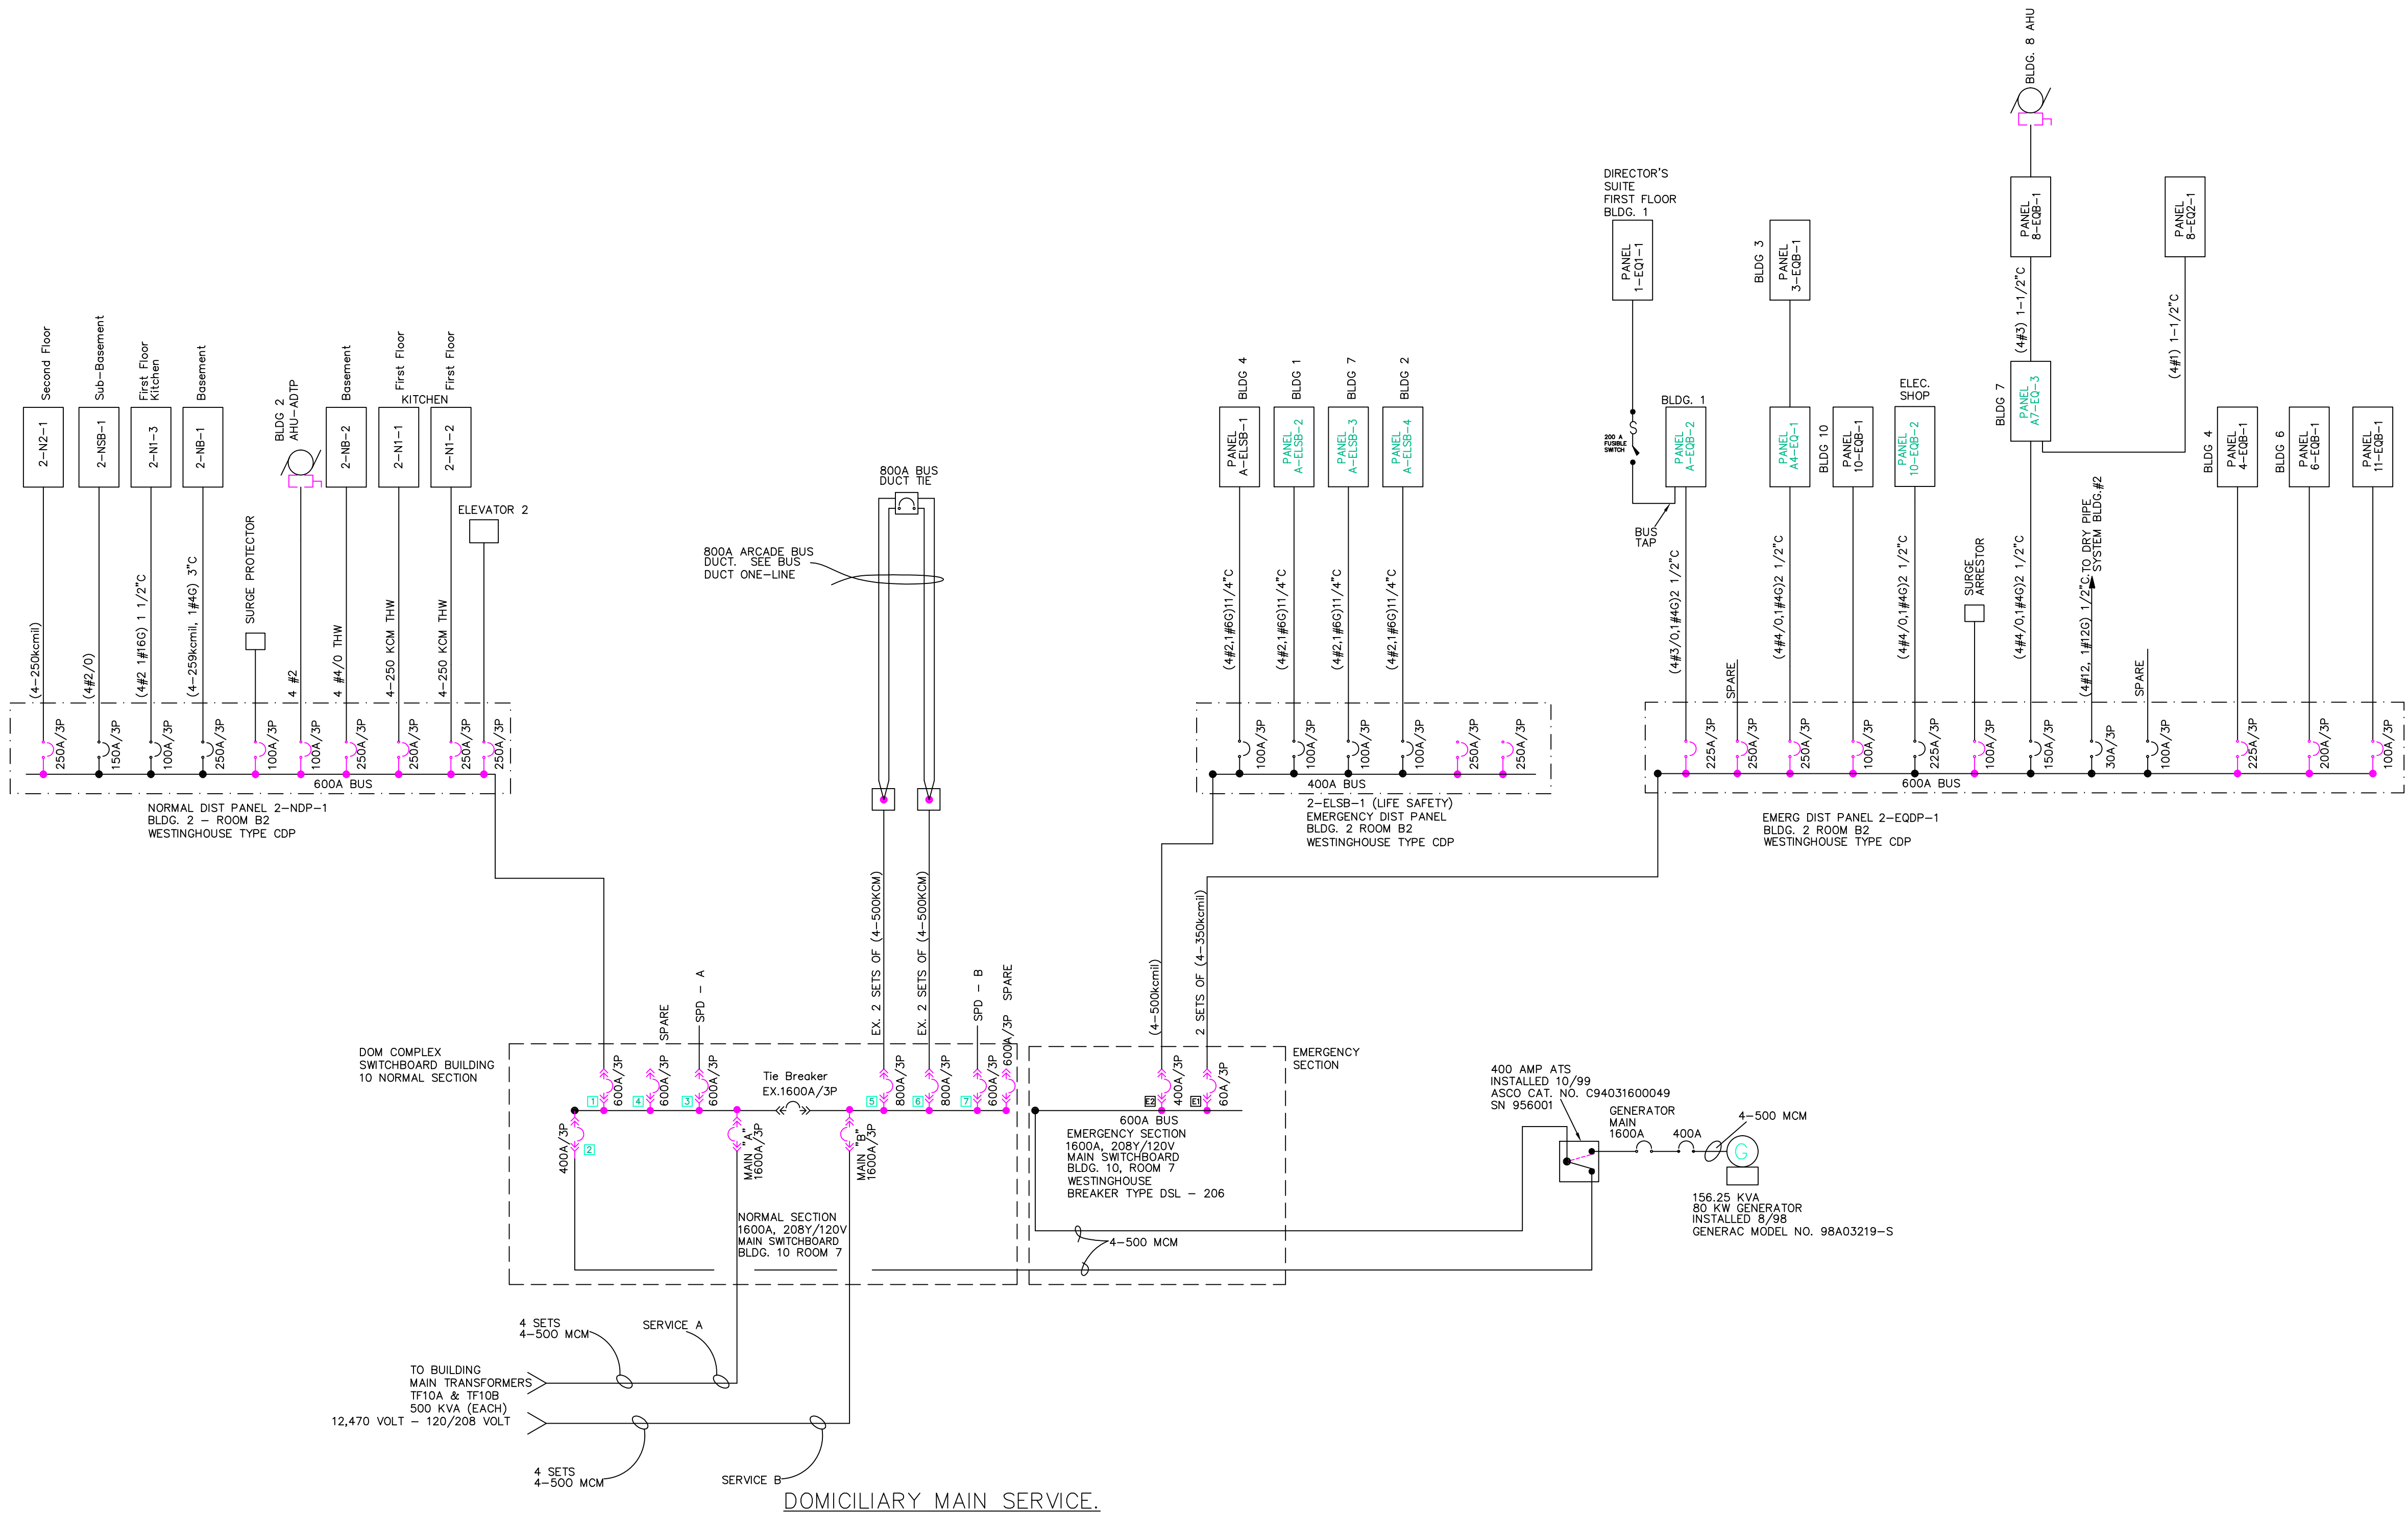 BLDG. 8 AHU
DIRECTOR'S
SUITE
FIRST FLOOR
BLDG. 1
PANEL
1-EQ1-1
BLDG 3
PANEL
3-EQB-1
PANEL
8-EQB-1
PANEL
8-EQ2-1
(4#3) 1-1/2"C
(4#1) 1-1/2"C
Second Floor
Sub-Basement
First Floor
Kitchen
Basement
BLDG 2
AHU-ADTP
Basement
First Floor
First Floor
KITCHEN
2-N2-1
2-NSB-1
2-N1-3
2-NB-1
2-NB-2
2-N1-1
2-N1-2
ELEVATOR 2
SURGE PROTECTOR
(4-250kcmil)
(4#2/0)
(4#2 1#16G) 1 1/2"C
(4-259kcmil, 1#4G) 3"C
4 #2
4 #4/0 THW
4-250 KCM THW
4-250 KCM THW
250A/3P
150A/3P
100A/3P
250A/3P
100A/3P
100A/3P
250A/3P
250A/3P
250A/3P
250A/3P
600A BUS
NORMAL DIST PANEL 2-NDP-1
BLDG. 2 - ROOM B2
WESTINGHOUSE TYPE CDP
800A BUS
DUCT TIE
800A ARCADE BUS
DUCT. SEE BUS
DUCT ONE-LINE
EX. 2 SETS OF (4-500KCM)
EX. 2 SETS OF (4-500KCM)
BLDG 4
BLDG 1
BLDG 7
BLDG 2
PANEL
A-ELSB-1
PANEL
A-ELSB-2
PANEL
A-ELSB-3
PANEL
A-ELSB-4
(4#2,1#6G)11/4"C
(4#2,1#6G)11/4"C
(4#2,1#6G)11/4"C
(4#2,1#6G)11/4"C
100A/3P
100A/3P
100A/3P
100A/3P
250A/3P
250A/3P
400A BUS
2-ELSB-1 (LIFE SAFETY)
EMERGENCY DIST PANEL
BLDG. 2 ROOM B2
WESTINGHOUSE TYPE CDP
200 A
FUSIBLE
SWITCH
BLDG. 1
PANEL
A-EQB-2
BUS
TAP
PANEL
A4-EQ-1
BLDG 10
PANEL
10-EQB-1
ELEC.
SHOP
PANEL
10-EQB-2
BLDG 7
PANEL
A7-EQ-3
BLDG 4
PANEL
4-EQB-1
BLDG 6
PANEL
6-EQB-1
PANEL
11-EQB-1
(4#3/0,1#4G)2 1/2"C
SPARE
(4#4/0,1#4G)2 1/2"C
(4#4/0,1#4G)2 1/2"C
SURGE
ARRESTOR
(4#4/0,1#4G)2 1/2"C
(4#12, 1#12G) 1/2"C.TO DRY PIPE
SYSTEM BLDG.#2
SPARE
225A/3P
250A/3P
250A/3P
100A/3P
225A/3P
100A/3P
150A/3P
30A/3P
100A/3P
225A/3P
200A/3P
100A/3P
600A BUS
EMERG DIST PANEL 2-EQDP-1
BLDG. 2 ROOM B2
WESTINGHOUSE TYPE CDP
DOM COMPLEX
SWITCHBOARD BUILDING
10 NORMAL SECTION
1
600A/3P
4
600A/3P
SPARE
3
600A/3P
SPD - A
Tie Breaker
EX.1600A/3P
5
800A/3P
6
800A/3P
7
600A/3P
SPD - B
600A/3P SPARE
400A/3P
2
MAIN "A"
1600A/3P
MAIN "B"
1600A/3P
NORMAL SECTION
1600A, 208Y/120V
MAIN SWITCHBOARD
BLDG. 10 ROOM 7
(4-500kcmil)
2 SETS OF (4-350kcmil)
EMERGENCY
SECTION
E2
400A/3P
E1
60A/3P
600A BUS
EMERGENCY SECTION
1600A, 208Y/120V
MAIN SWITCHBOARD
BLDG. 10, ROOM 7
WESTINGHOUSE
BREAKER TYPE DSL - 206
4-500 MCM
400 AMP ATS
INSTALLED 10/99
ASCO CAT. NO. C94031600049
SN 956001
GENERATOR
MAIN
1600A
400A
4-500 MCM
G
156.25 KVA
80 KW GENERATOR
INSTALLED 8/98
GENERAC MODEL NO. 98A03219-S
4 SETS
4-500 MCM
SERVICE A
TO BUILDING
MAIN TRANSFORMERS
TF10A & TF10B
500 KVA (EACH)
12,470 VOLT - 120/208 VOLT
4 SETS
4-500 MCM
SERVICE B
DOMICILIARY MAIN SERVICE.